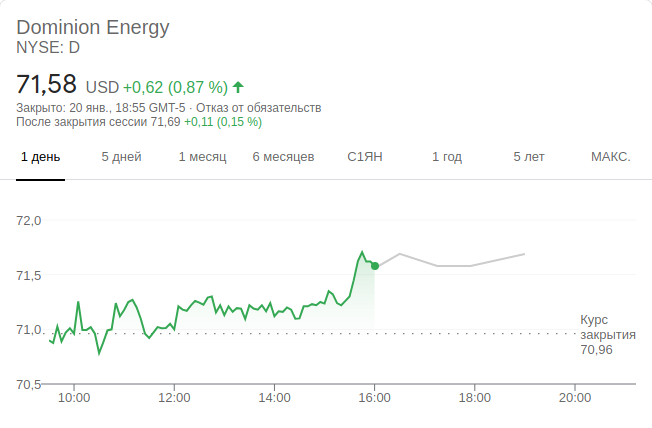 Dominion Energy
NYSE: D
71,58 USD +0,62 (0,87 %)
Закрыто: 20 янв., 18:55 GMT-5 · Отказ от обязательств
После закрытия сессии 71,69 +0,11 (0,15 %)
1 день 5 дней 1 месяц 6 месяцев С1ЯН 1 год 5 лет МАКС.
72,0
71,5
71,0
70,5
Курс
закрытия
70,96
10:00 12:00 14:00 16:00 18:00 20:00